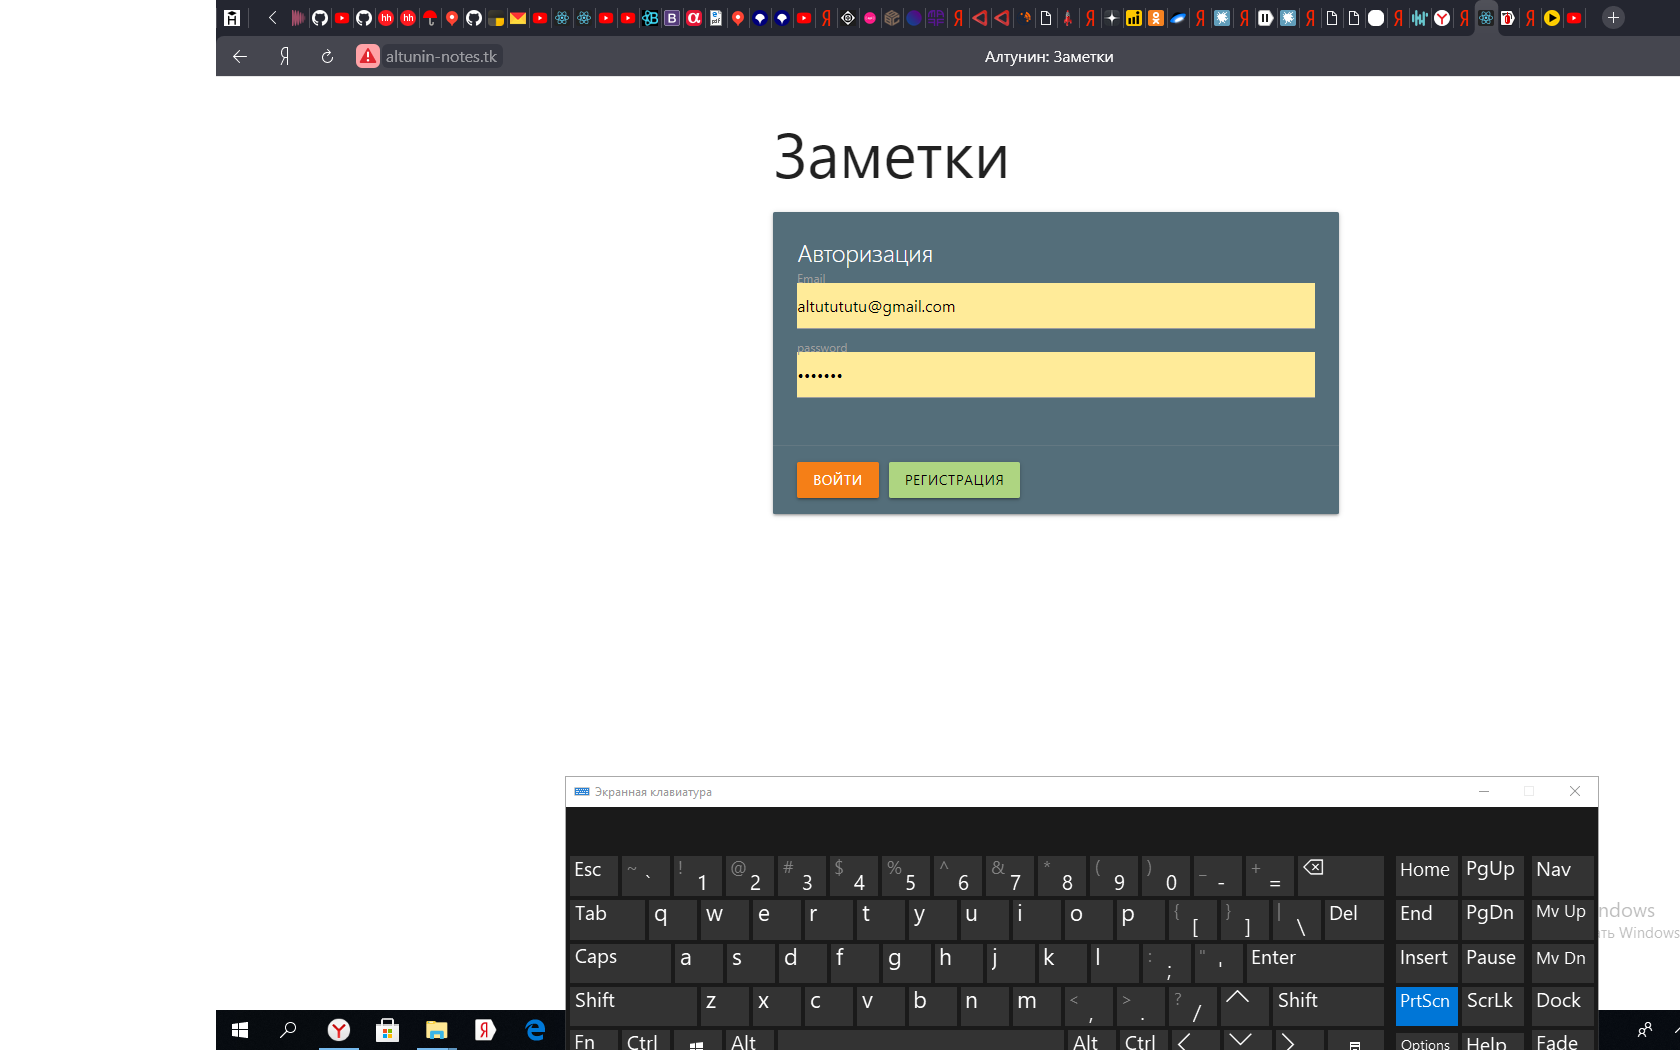 altunin-notes.tk
Алтунин: Заметки
Заметки
Авторизация
Email
altutututu@gmail.com
password
•••••••
ВОЙТИ РЕГИСТРАЦИЯ
Экранная клавиатура
Esc ~ ` ! 1 @ 2 # 3 $ 4 % 5 ^ 6 & 7 * 8 ( 9 ) 0 _ - + = Home PgUp Nav
Tab q w e r t y u i o p { [ } ] | \ Del End PgDn Mv Up
ndows
Caps a s d f g h j k l : ; " ' Enter Insert Pause Mv Dn
ть Windows
Shift z x c v b n m < , > . ? / Shift PrtScn ScrLk Dock
Fn Ctrl Alt Alt Ctrl Options Help Fade